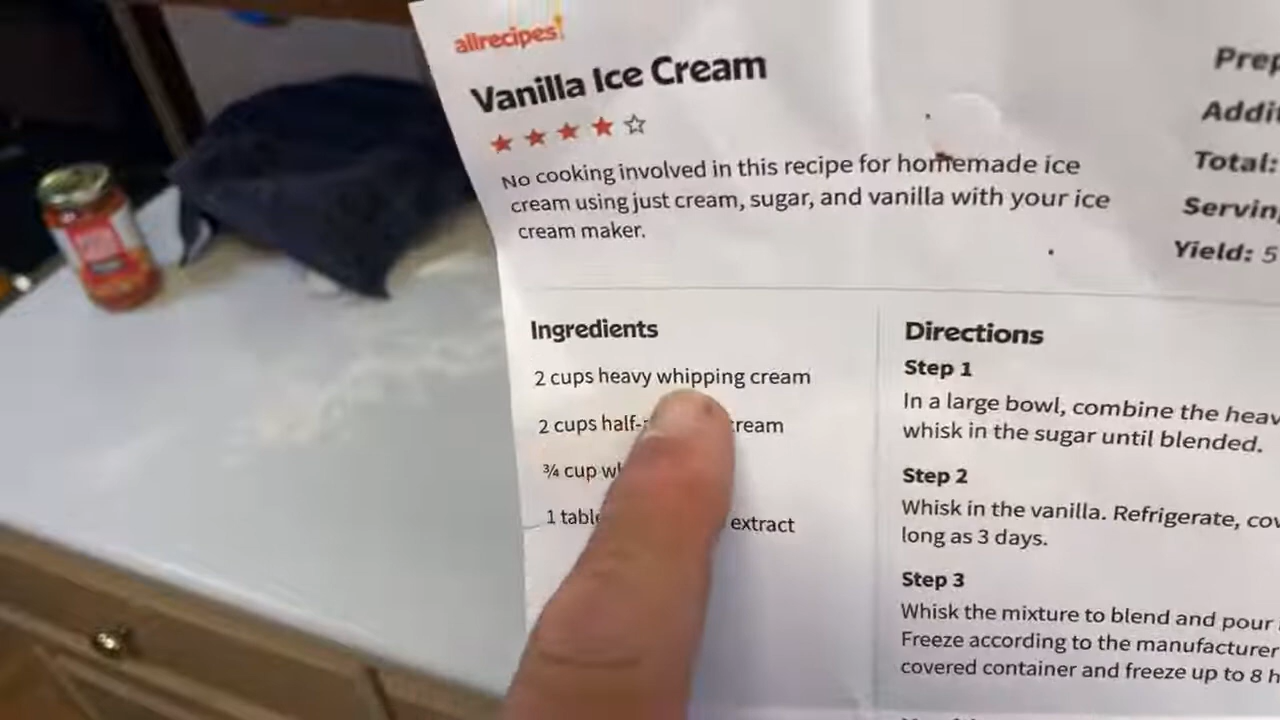 allrecipes!
Vanilla Ice Cream
No cooking involved in this recipe for homemade ice
cream using just cream, sugar, and vanilla with your ice
cream maker.
Prep
Addi
Total:
Servin
Yield: 5
Ingredients
2 cups heavy whipping cream
2 cups half- cream
¾ cup wh
1 table extract
Directions
Step 1
In a large bowl, combine the heav
whisk in the sugar until blended.
Step 2
Whisk in the vanilla. Refrigerate, cov
long as 3 days.
Step 3
Whisk the mixture to blend and pour
Freeze according to the manufacturer
covered container and freeze up to 8 h